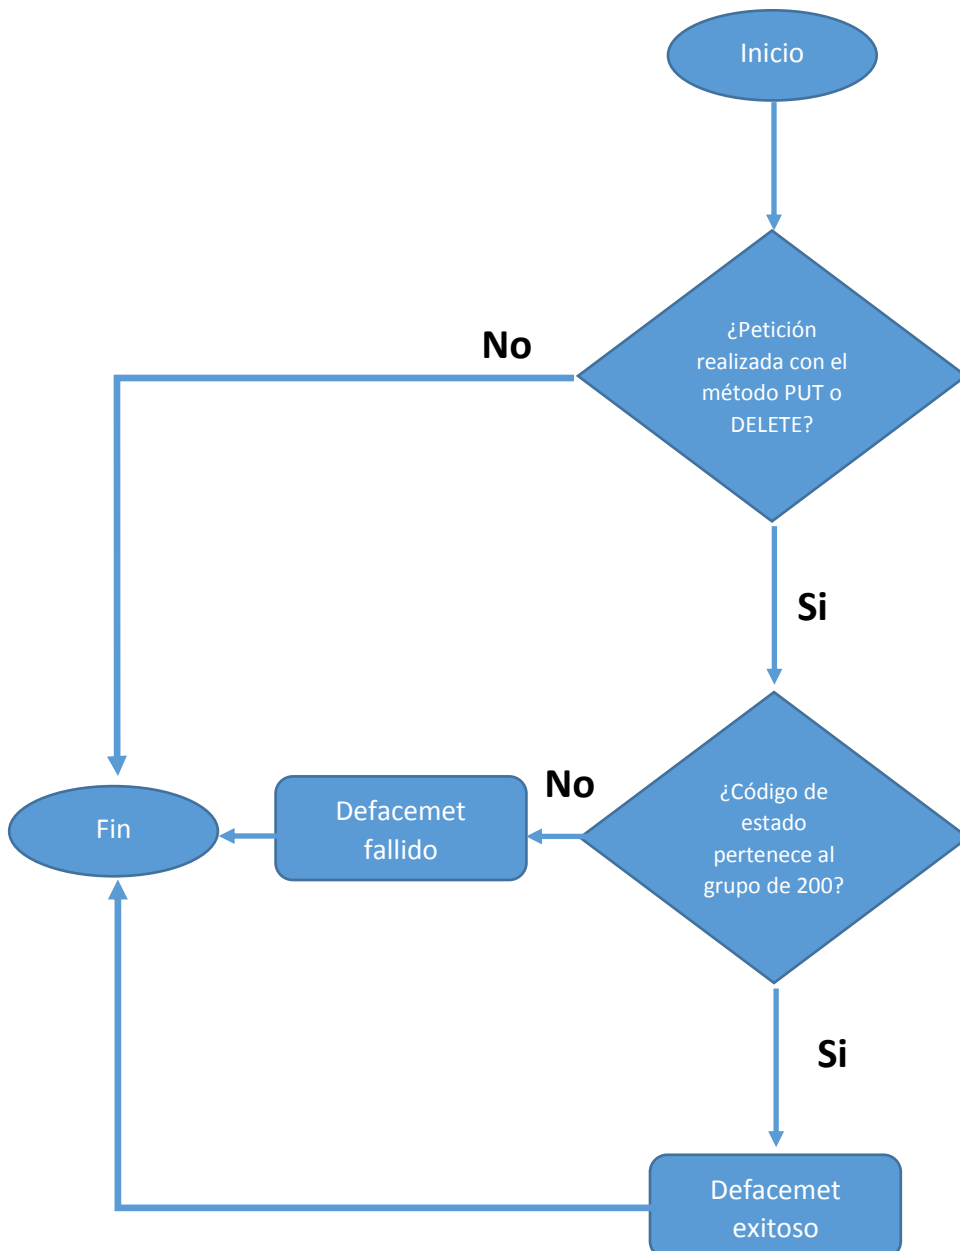 Inicio
¿Petición
realizada con el
método PUT o
DELETE?
No
Si
¿Código de
estado
pertenece al
grupo de 200?
No
Defacemet
fallido
Fin
Si
Defacemet
exitoso